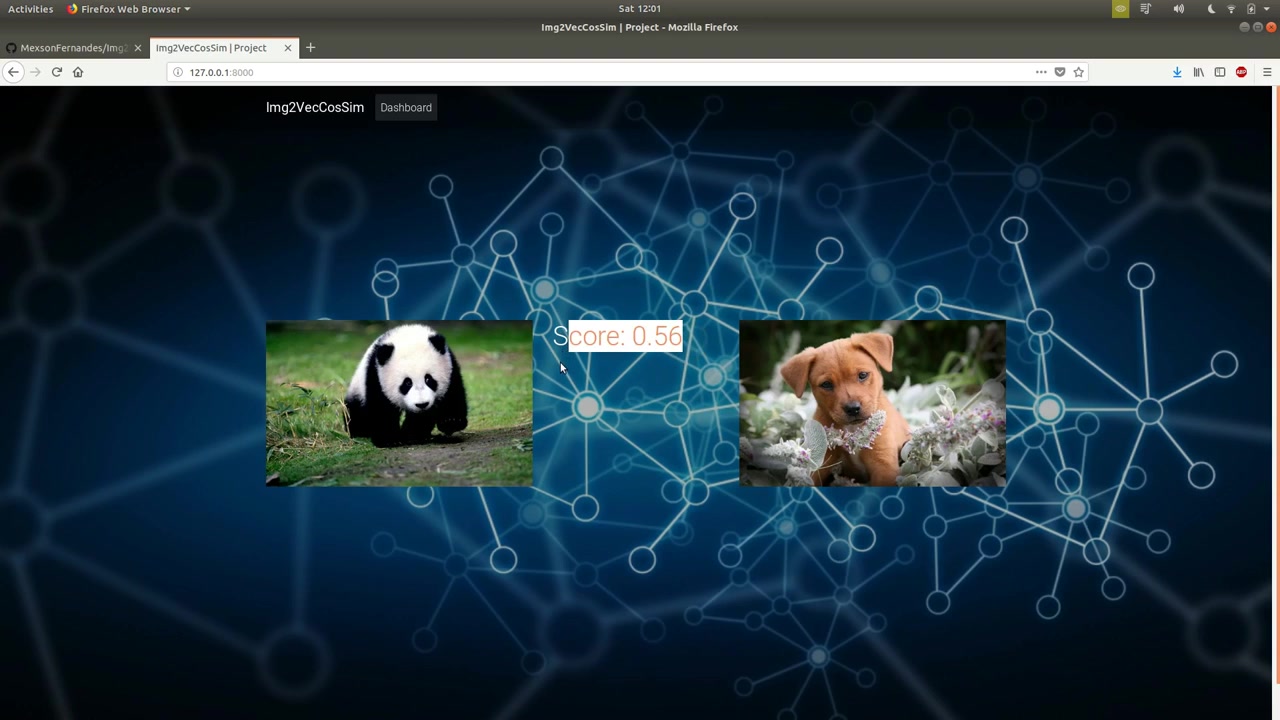 Activities Firefox Web Browser Sat 12:01
Img2VecCosSim | Project - Mozilla Firefox
MexsonFernandes/Img2 Img2VecCosSim | Project
127.0.0.1:8000 ABP
Img2VecCosSim Dashboard
Score: 0.56